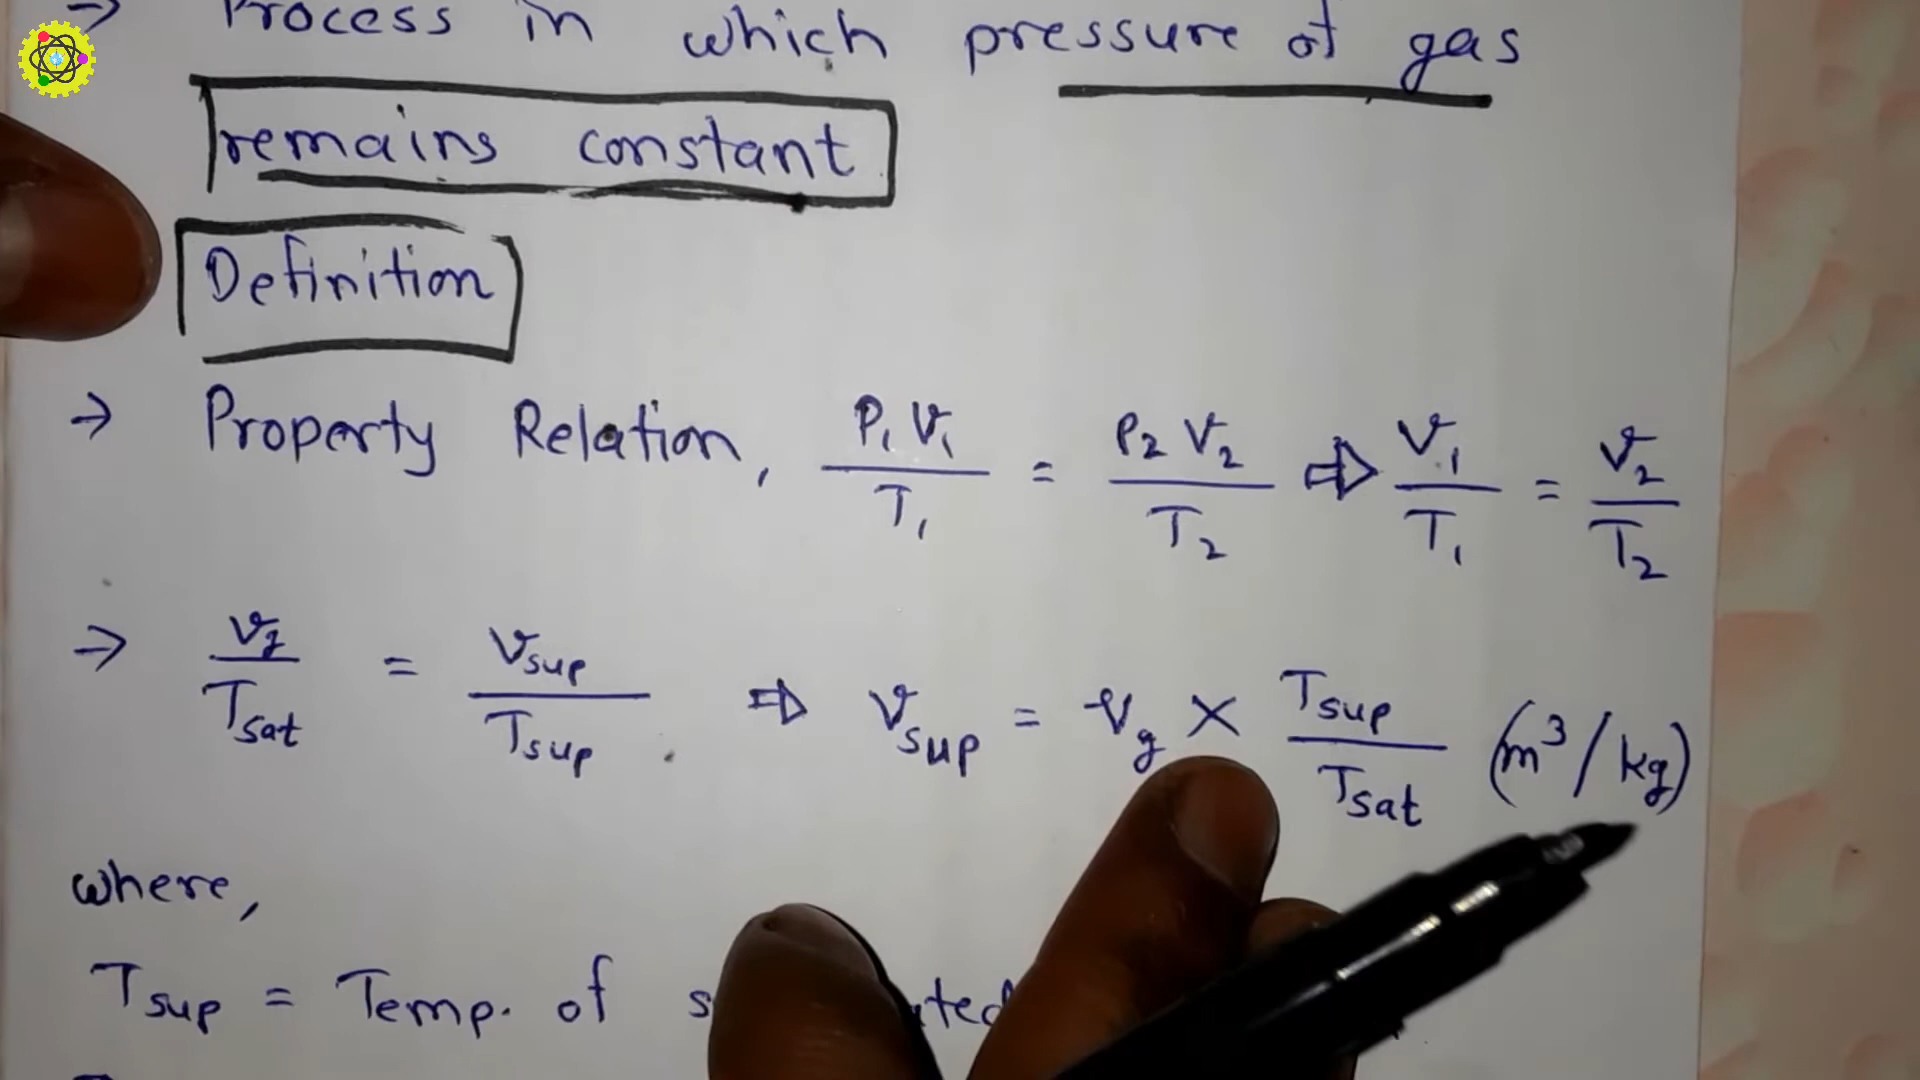 → Process in which pressure of gas
remains constant
Definition
→ Property Relation, P₁V₁/T₁ = P₂V₂/T₂ ⇒ V₁/T₁ = V₂/T₂
→ Vg/Tsat = Vsup/Tsup ⇒ Vsup = Vg × Tsup/Tsat (m³/kg)
where,
Tsup = Temp. of